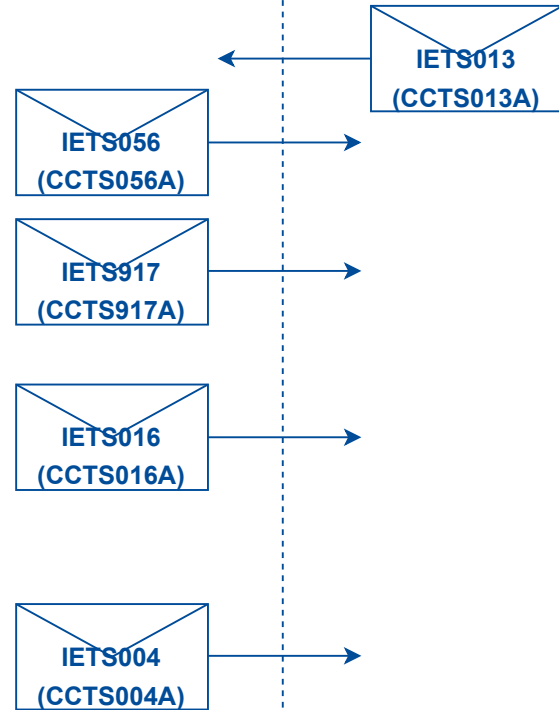 IETS013
(CCTS013A)
IETS056
(CCTS056A)
IETS917
(CCTS917A)
IETS016
(CCTS016A)
IETS004
(CCTS004A)